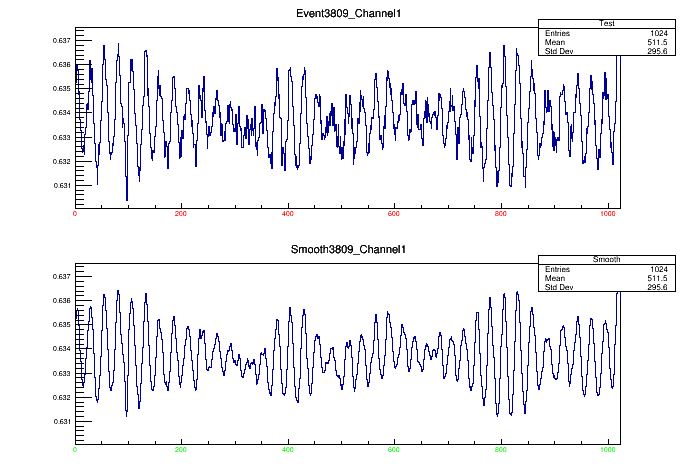 Event3809_Channel1
Test
Entries 1024
Mean 511.5
Std Dev 295.6
0.637
0.636
0.635
0.634
0.633
0.632
0.631
0 200 400 600 800 1000
Smooth3809_Channel1
Smooth
Entries 1024
Mean 511.5
Std Dev 295.6
0.637
0.636
0.635
0.634
0.633
0.632
0.631
0 200 400 600 800 1000